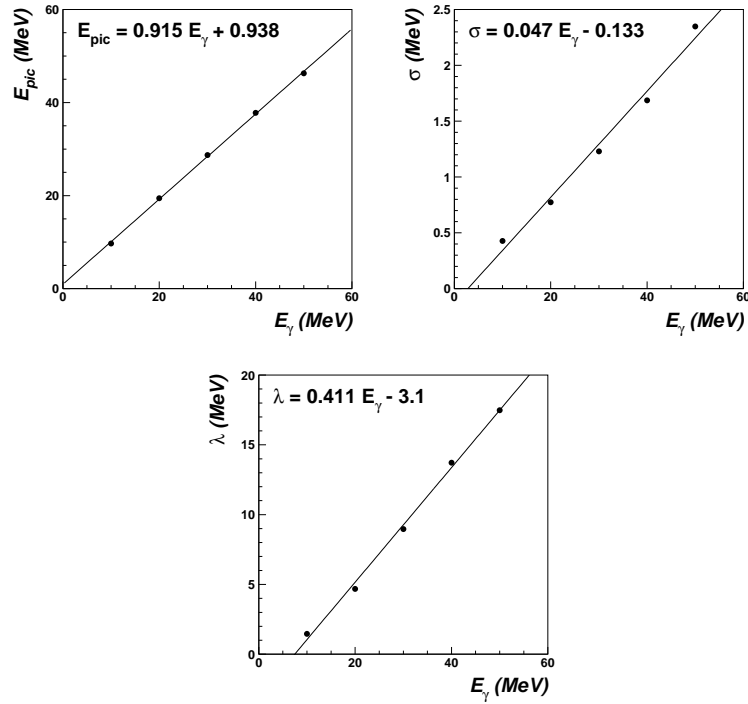 E_pic = 0.915 E_γ + 0.938
E_pic (MeV)
60
40
20
0
0 20 40 60
E_γ (MeV)
σ = 0.047 E_γ - 0.133
σ (MeV)
2.5
2
1.5
1
0.5
0
0 20 40 60
E_γ (MeV)
λ = 0.411 E_γ - 3.1
λ (MeV)
20
15
10
5
0
0 20 40 60
E_γ (MeV)